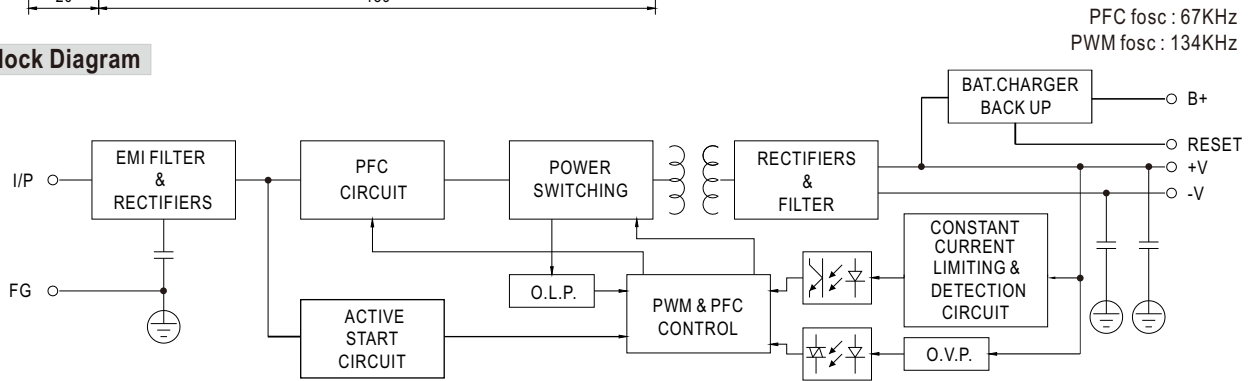 PFC fosc : 67KHz
PWM fosc : 134KHz
lock Diagram
BAT.CHARGER
BACK UP
B+
RESET
EMI FILTER
&
RECTIFIERS
PFC
CIRCUIT
POWER
SWITCHING
RECTIFIERS
&
FILTER
I/P
+V
-V
CONSTANT
CURRENT
LIMITING &
DETECTION
CIRCUIT
FG
O.L.P.
PWM & PFC
CONTROL
ACTIVE
START
CIRCUIT
O.V.P.